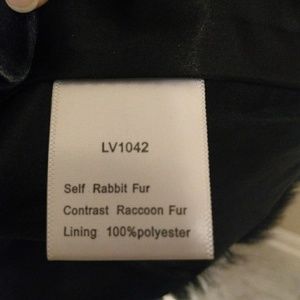 LV1042
Self Rabbit Fur
Contrast Raccoon Fur
Lining 100%polyester